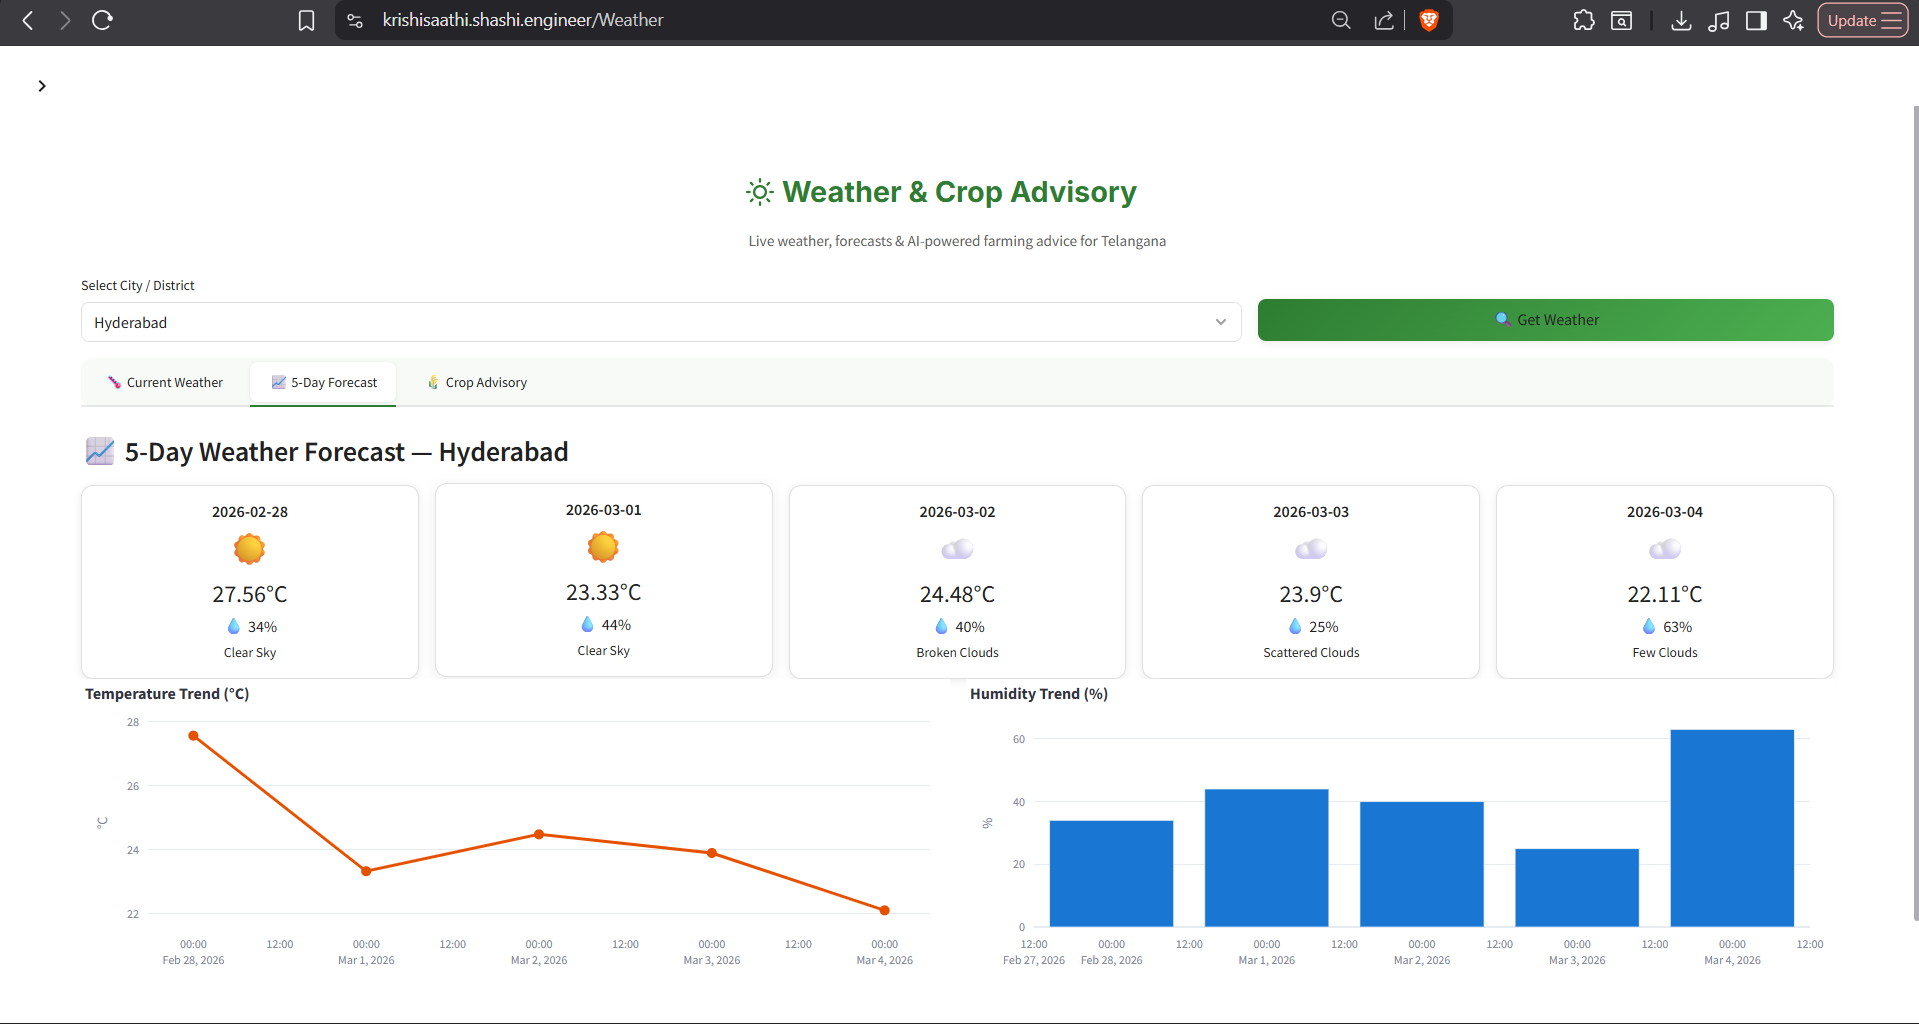 krishisaathi.shashi.engineer/Weather
Update
Weather & Crop Advisory
Live weather, forecasts & AI-powered farming advice for Telangana
Select City / District
Hyderabad
Get Weather
Current Weather
5-Day Forecast
Crop Advisory
5-Day Weather Forecast — Hyderabad
2026-02-28
27.56°C
34%
Clear Sky
2026-03-01
23.33°C
44%
Clear Sky
2026-03-02
24.48°C
40%
Broken Clouds
2026-03-03
23.9°C
25%
Scattered Clouds
2026-03-04
22.11°C
63%
Few Clouds
Temperature Trend (°C)
28
26
24
22
°C
00:00 12:00 00:00 12:00 00:00 12:00 00:00 12:00 00:00
Feb 28, 2026 Mar 1, 2026 Mar 2, 2026 Mar 3, 2026 Mar 4, 2026
Humidity Trend (%)
60
40
20
0
%
12:00 00:00 12:00 00:00 12:00 00:00 12:00 00:00 12:00 00:00 12:00
Feb 27, 2026 Feb 28, 2026 Mar 1, 2026 Mar 2, 2026 Mar 3, 2026 Mar 4, 2026